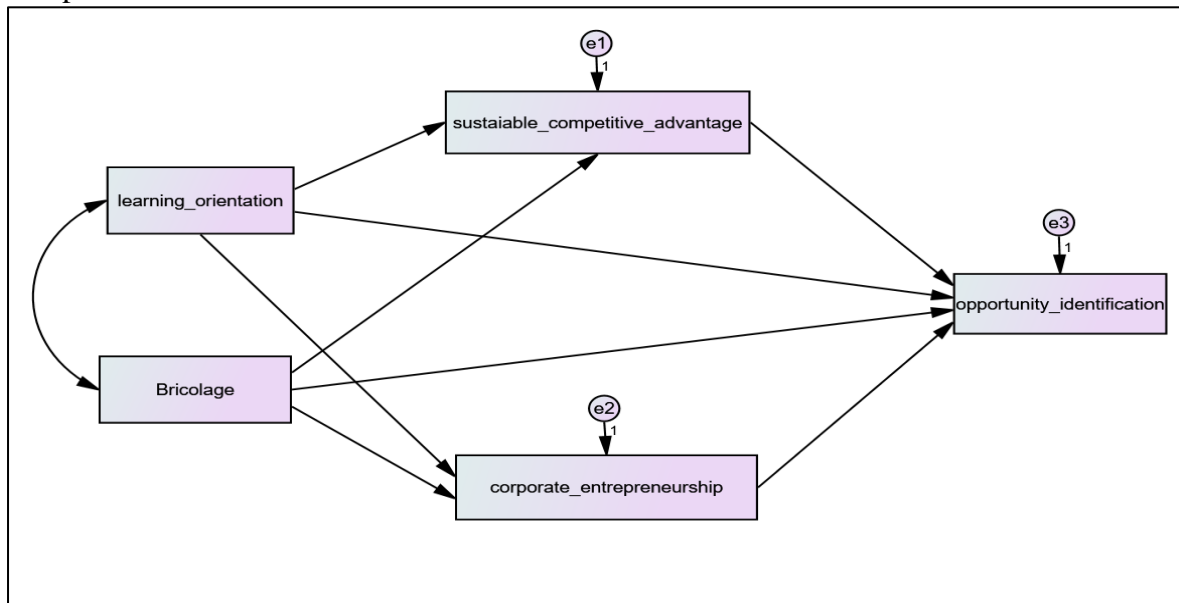 e1
1
sustaiable_competitive_advantage
learning_orientation
e3
1
opportunity_identification
Bricolage
e2
1
corporate_entrepreneurship